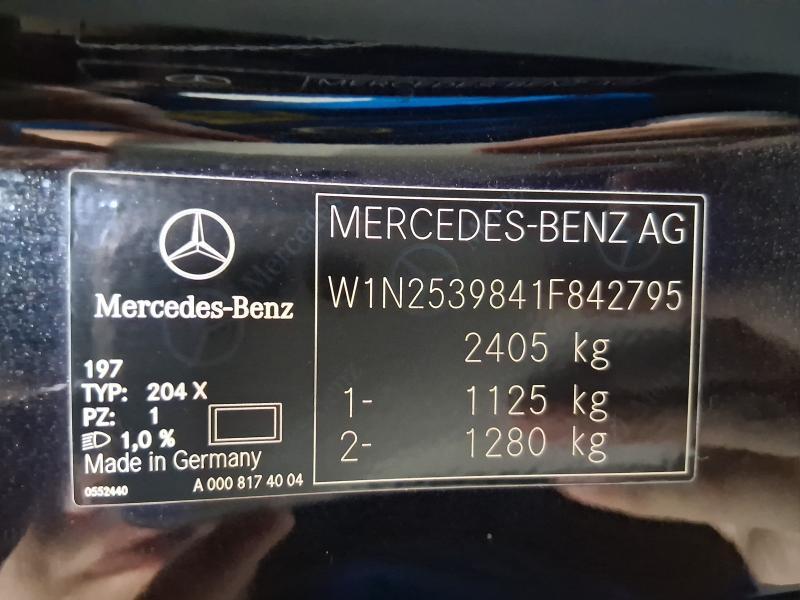 Mercedes-Benz
197
TYP: 204 X
PZ: 1
1,0 %
Made in Germany
0552440
A 000 817 40 04
MERCEDES-BENZ AG
W1N2539841F842795
2405 kg
1- 1125 kg
2- 1280 kg